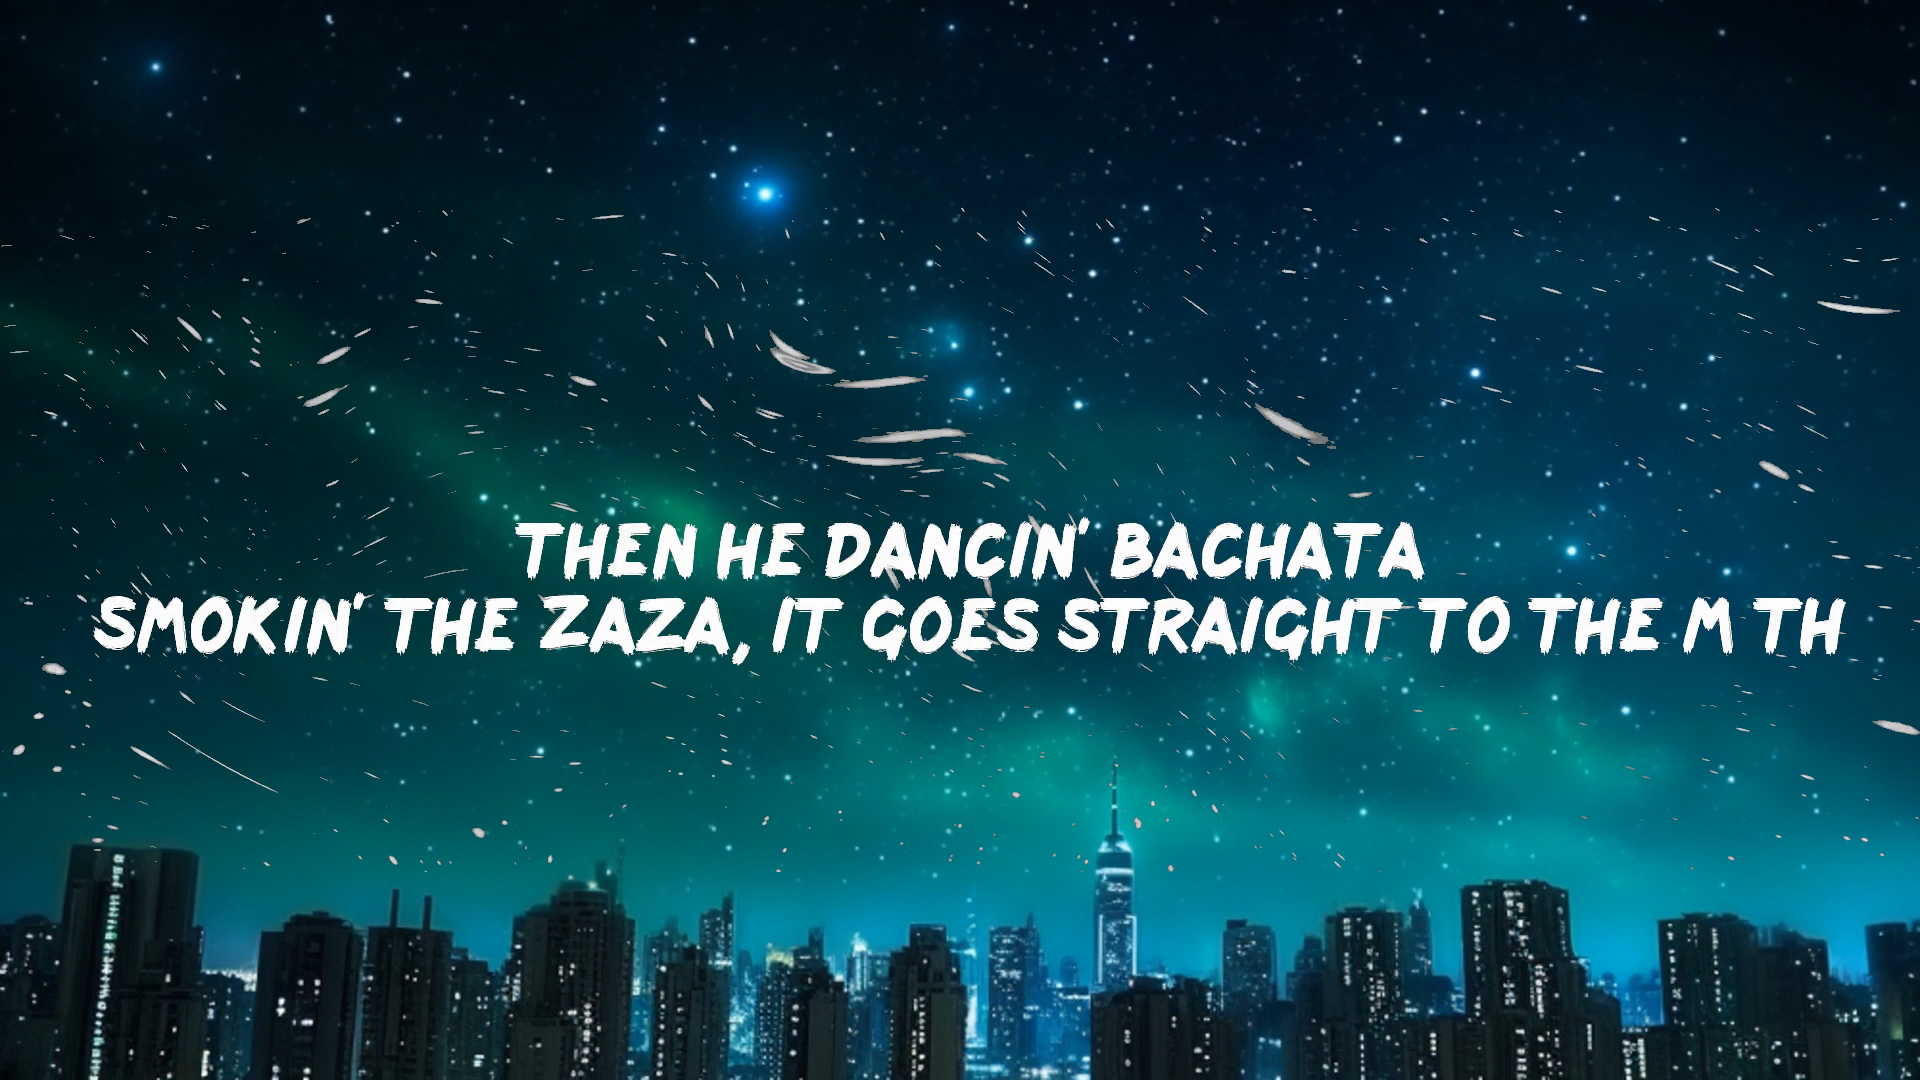 THEN HE DANCIN' BACHATA
SMOKIN' THE ZAZA, IT GOES STRAIGHT TO THE M TH